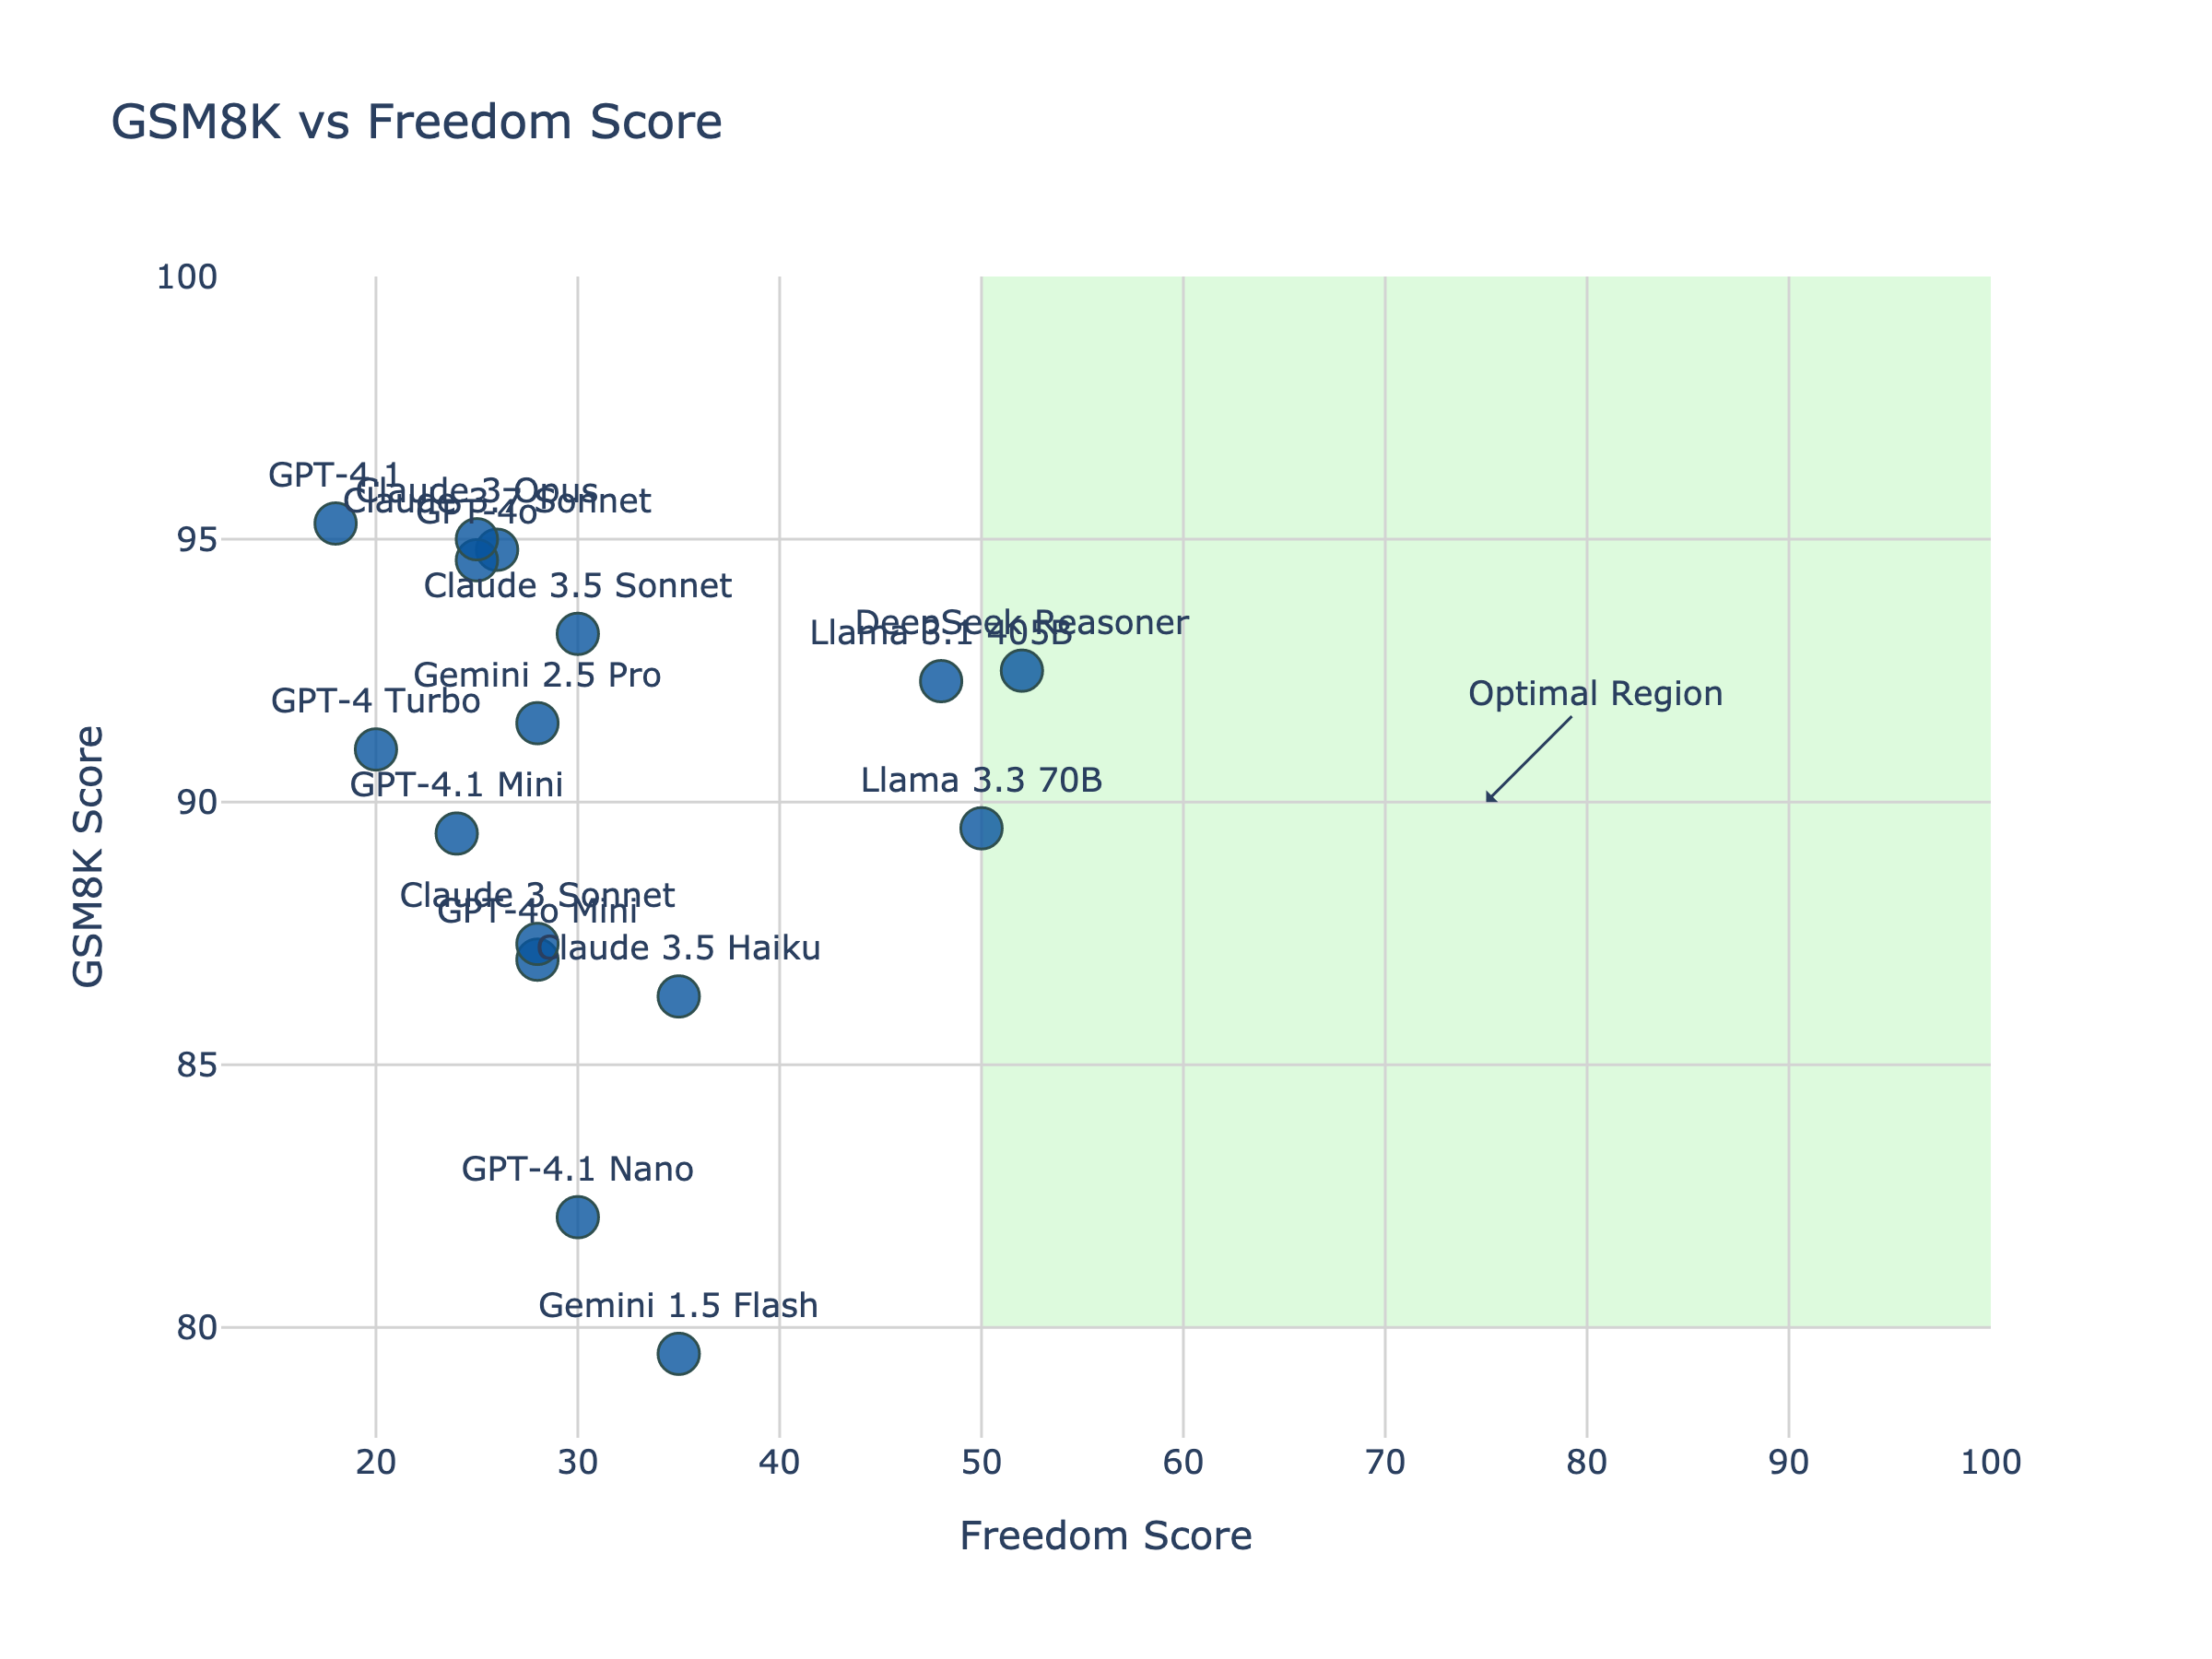 GSM8K vs Freedom Score
100
GPT-4.1
Claude 3 Opus
Claude 3.7 Sonnet
GPT-4o
95
Claude 3.5 Sonnet
DeepSeek Reasoner
Llama 3.1 405B
Gemini 2.5 Pro
Optimal Region
GPT-4 Turbo
Llama 3.3 70B
GPT-4.1 Mini
90
Claude 3 Sonnet
GPT-4o Mini
Claude 3.5 Haiku
85
GPT-4.1 Nano
Gemini 1.5 Flash
80
GSM8K Score
20 30 40 50 60 70 80 90 100
Freedom Score